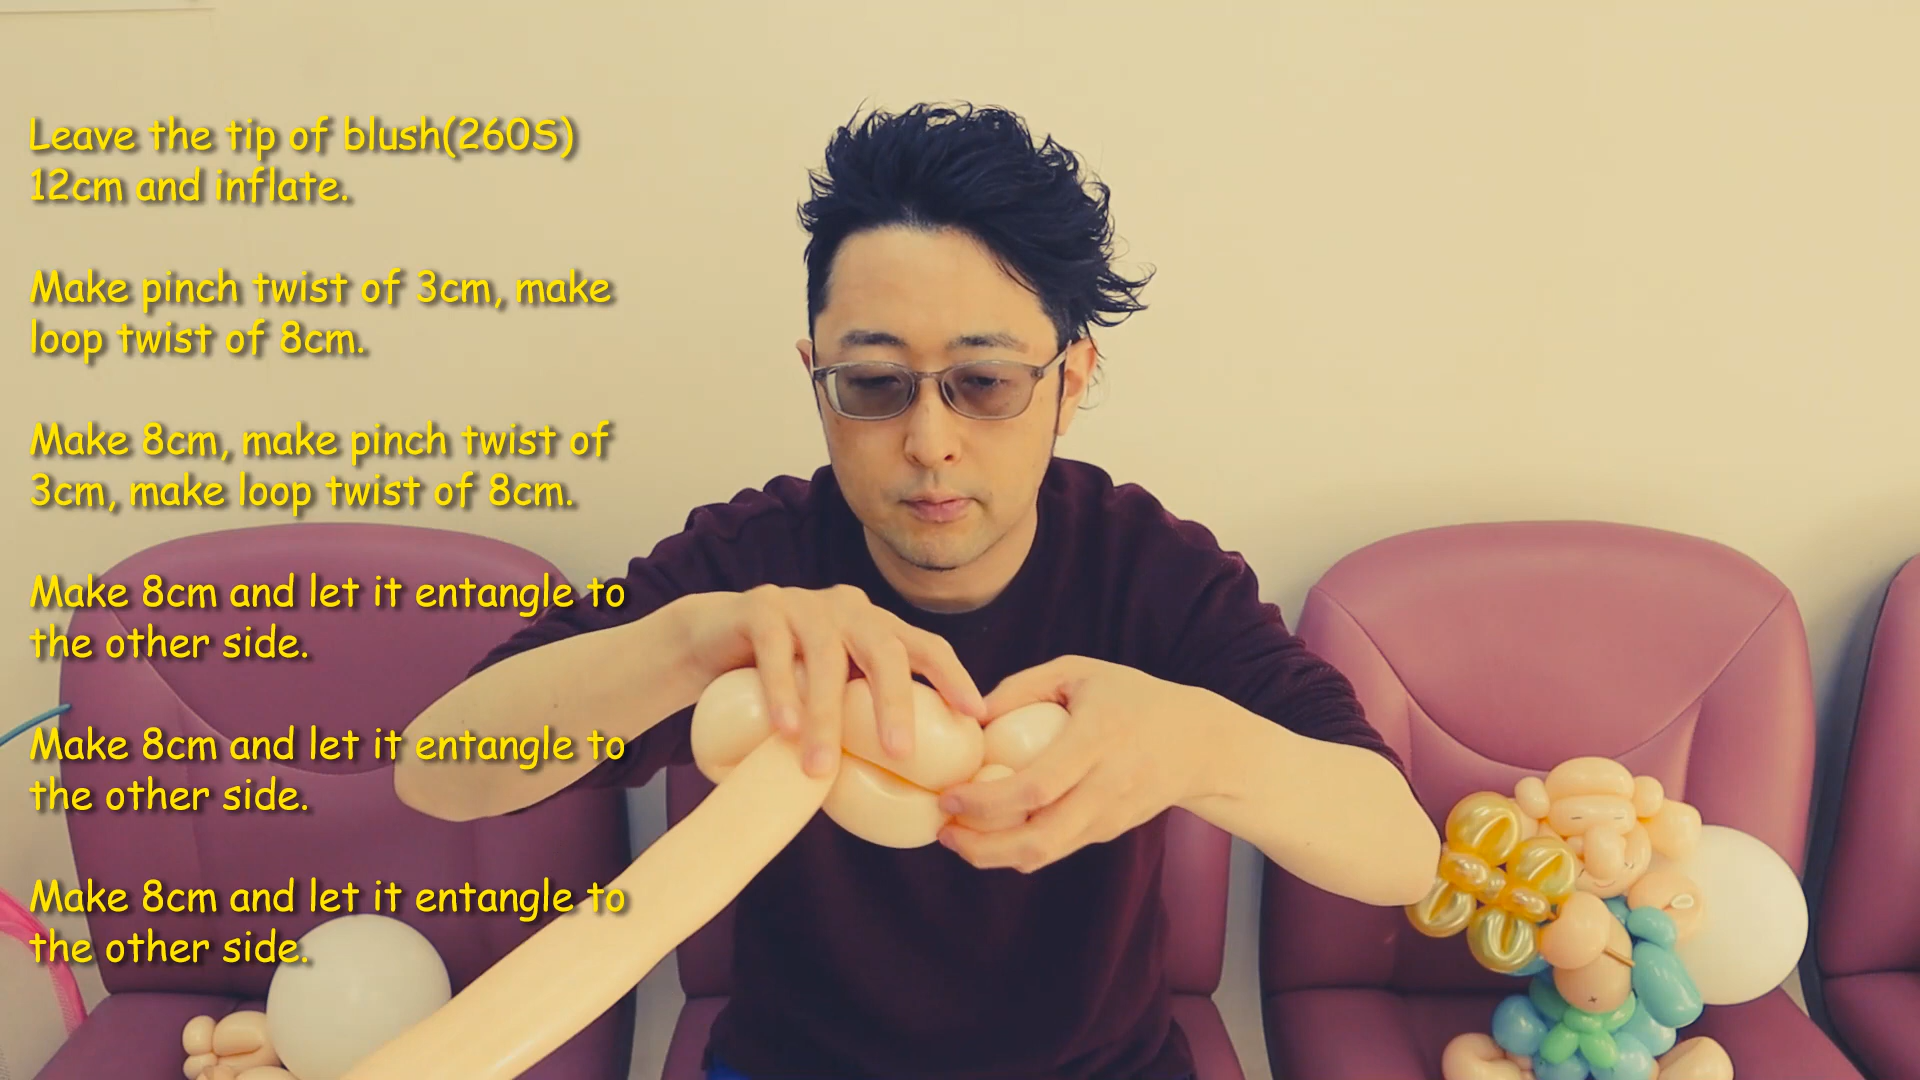 Leave the tip of blush(260S)
12cm and inflate.
Make pinch twist of 3cm, make
loop twist of 8cm.
Make 8cm, make pinch twist of
3cm, make loop twist of 8cm.
Make 8cm and let it entangle to
the other side.
Make 8cm and let it entangle to
the other side.
Make 8cm and let it entangle to
the other side.